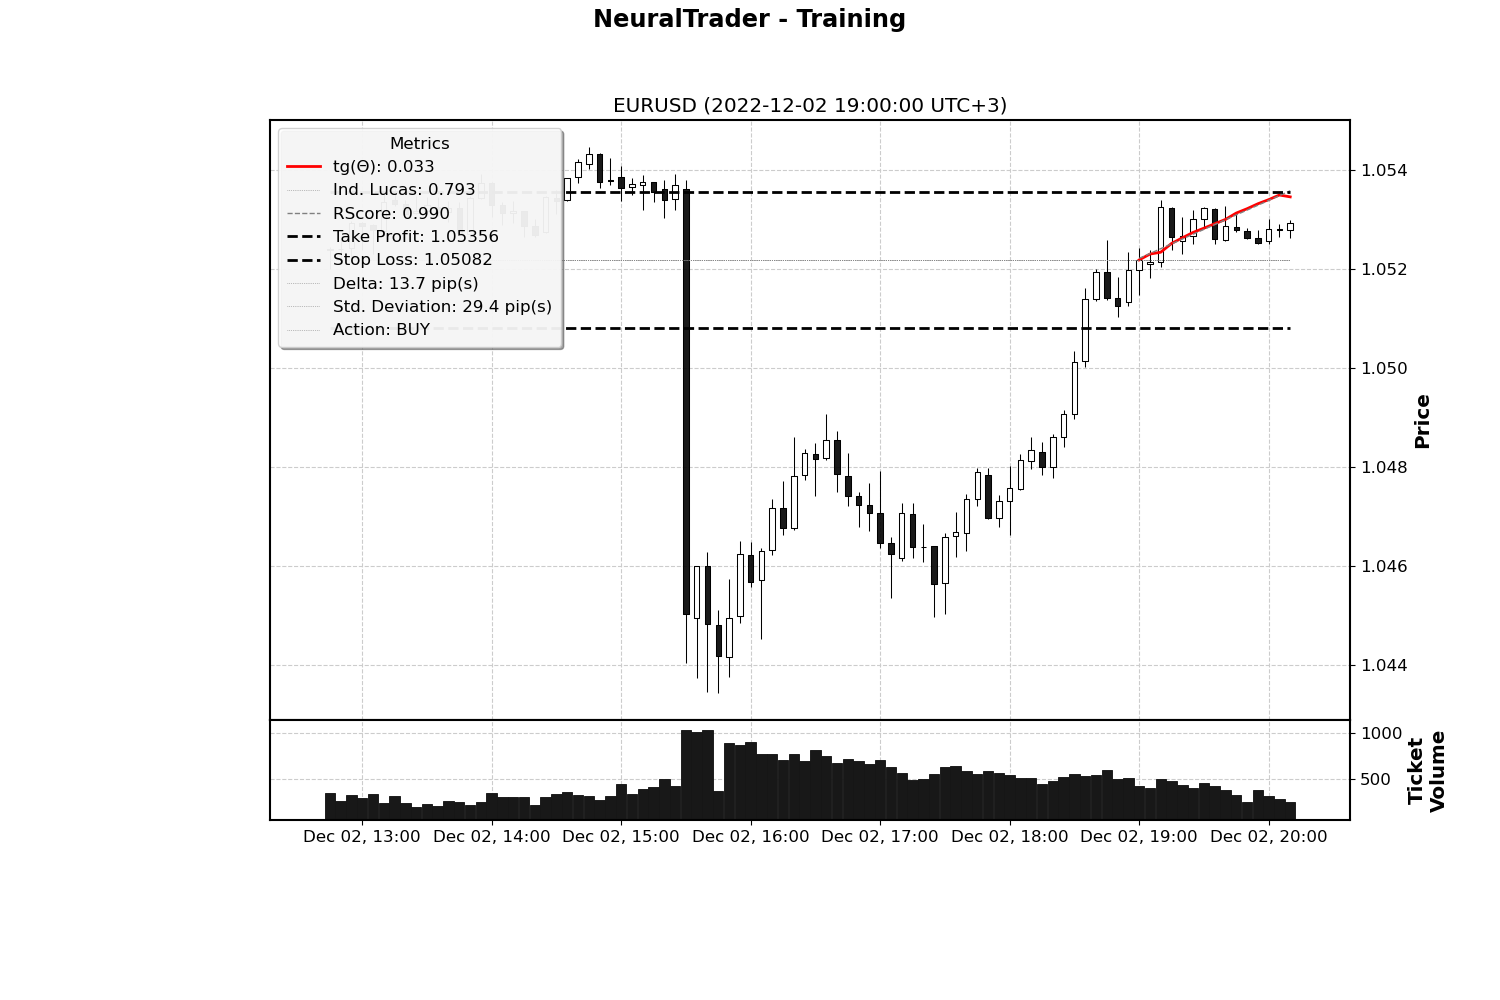 NeuralTrader - Training
EURUSD (2022-12-02 19:00:00 UTC+3)
Metrics
tg(Θ): 0.033
Ind. Lucas: 0.793
RScore: 0.990
Take Profit: 1.05356
Stop Loss: 1.05082
Delta: 13.7 pip(s)
Std. Deviation: 29.4 pip(s)
Action: BUY
1.054
1.052
1.050
1.048
1.046
1.044
Price
1000
500
Ticket
Volume
Dec 02, 13:00 Dec 02, 14:00 Dec 02, 15:00 Dec 02, 16:00 Dec 02, 17:00 Dec 02, 18:00 Dec 02, 19:00 Dec 02, 20:00